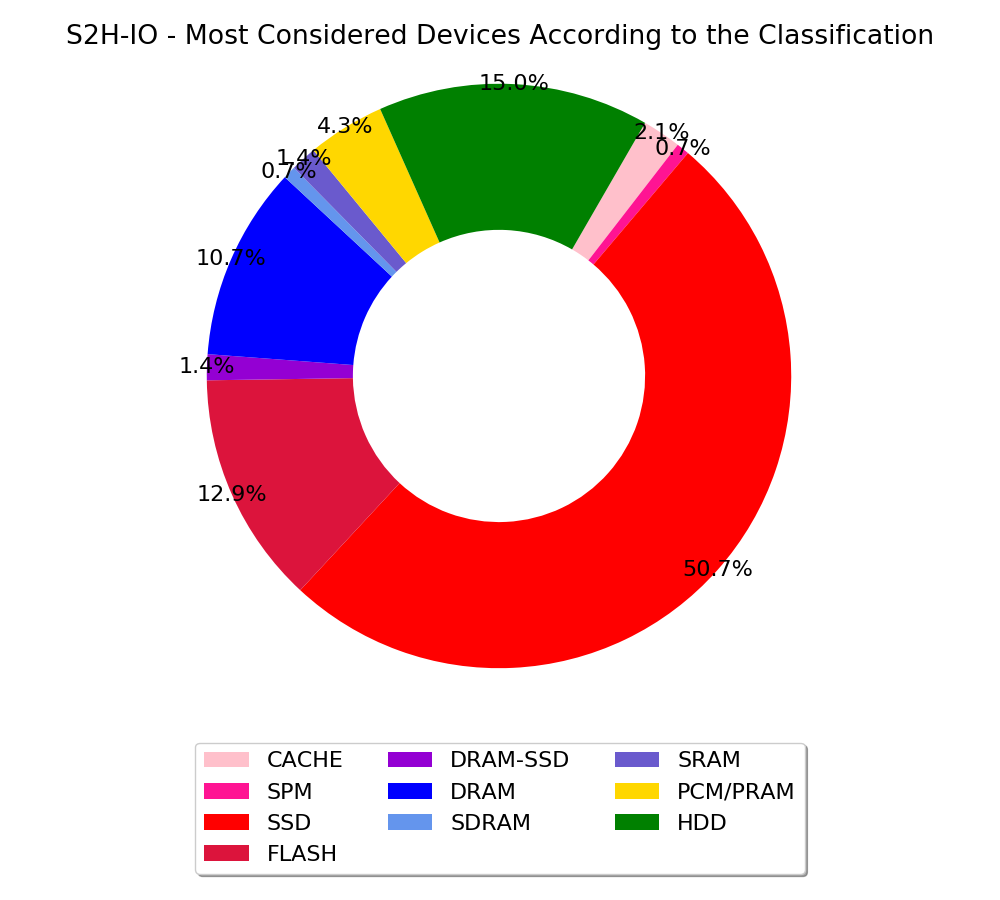 S2H-IO - Most Considered Devices According to the Classification
15.0%
2.1%
0.7%
4.3%
1.4%
0.7%
10.7%
1.4%
12.9%
50.7%
CACHE
SPM
SSD
FLASH
DRAM-SSD
DRAM
SDRAM
SRAM
PCM/PRAM
HDD